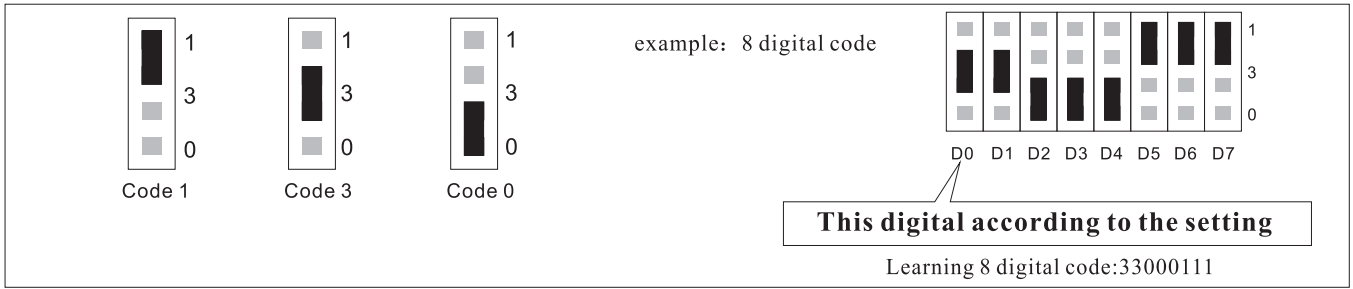 1
3
0
Code 1
1
3
0
Code 3
1
3
0
Code 0
example: 8 digital code
1
3
0
D0 D1 D2 D3 D4 D5 D6 D7
This digital according to the setting
Learning 8 digital code:33000111